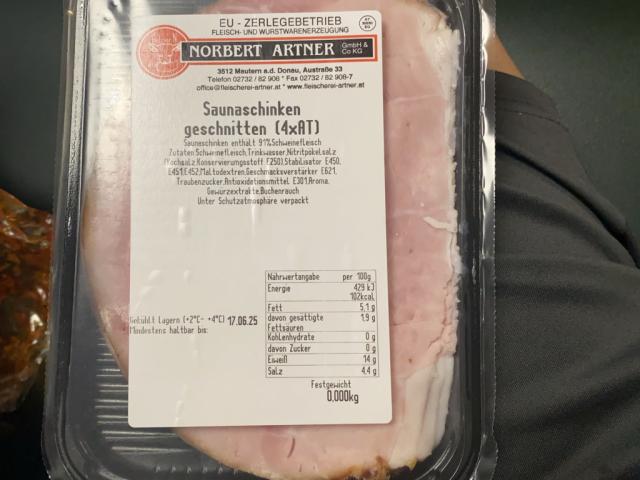 EU - ZERLEGEBETRIEB
FLEISCH- UND WURSTWARENERZEUGUNG
NORBERT ARTNER GmbH & Co KG
3512 Mautern a.d. Donau, Austraße 33
Telefon 02732 / 82 908 * Fax 02732 / 82 908-7
office@fleischerei-artner.at * www.fleischerei-artner.at
Saunaschinken
geschnitten (4xAT)
Saunaschinken enthält 91%Schweinefleisch
Zutaten:Schweinefleisch,Trinkwasser,Nitritpökelsalz
(Kochsalz,Konservierungsstoff E250),Stabilisator E450,
E451,E452,Maltodextren,Geschmacksverstärker E621,
Traubenzucker,Antioxidationsmittel E301,Aroma,
Gewürzextrakte,Buchenrauch
Unter Schutzatmosphäre verpackt
Nährwertangabe per 100g
Energie 429 kJ
102kcal
Fett 5,1 g
davon gesättigte 1,9 g
Fettsäuren
Kohlenhydrate 0 g
davon Zucker 0 g
Eiweiß 14 g
Salz 4,4 g
Gekühlt lagern (+2°C- +4°C) 17.06.25
Mindestens haltbar bis:
Festgewicht
0,000kg